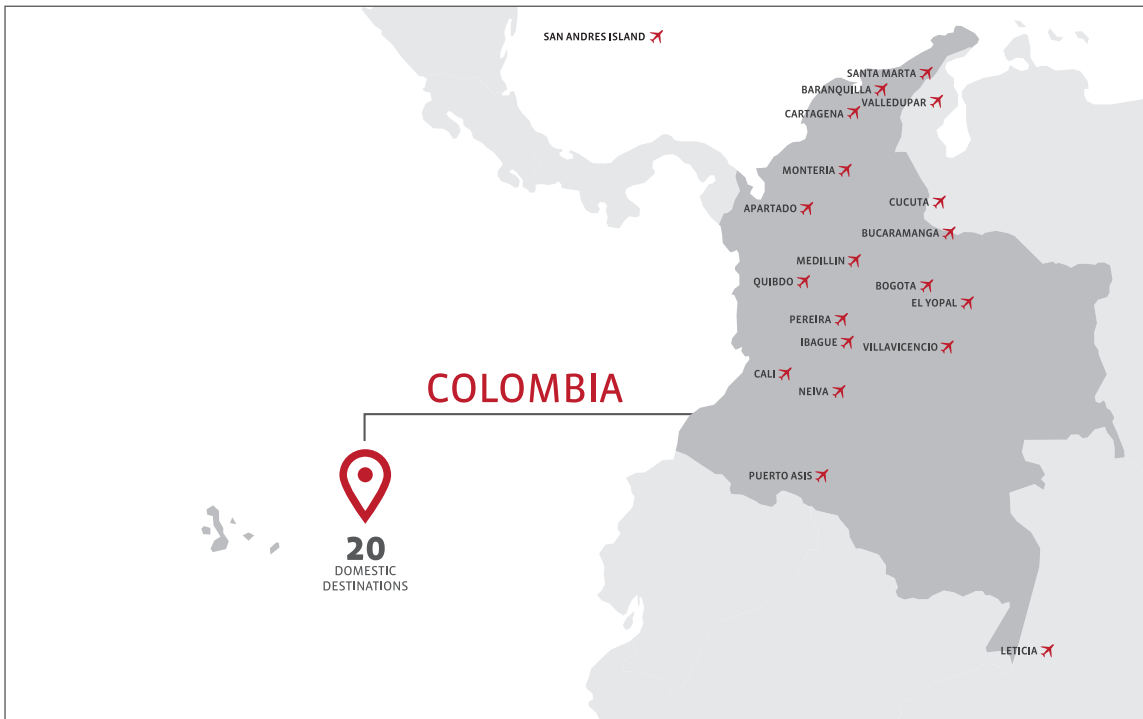 SAN ANDRES ISLAND
SANTA MARTA
BARANQUILLA
VALLEDUPAR
CARTAGENA
MONTERIA
CUCUTA
APARTADO
BUCARAMANGA
MEDILLIN
QUIBDO
BOGOTA
EL YOPAL
PEREIRA
IBAGUE
VILLAVICENCIO
CALI
NEIVA
COLOMBIA
PUERTO ASIS
20
DOMESTIC
DESTINATIONS
LETICIA